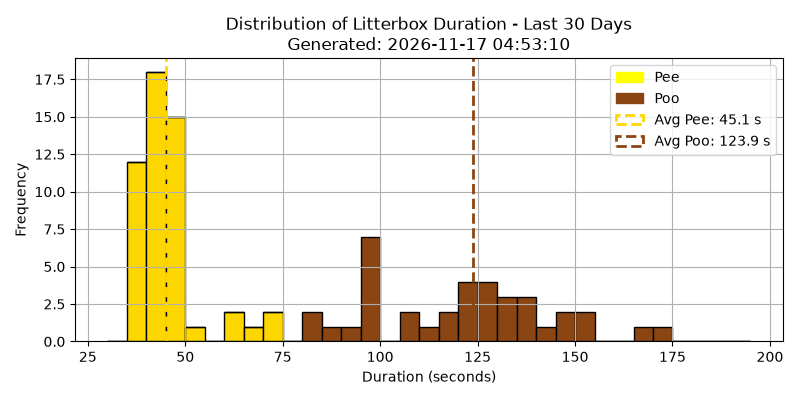 Distribution of Litterbox Duration - Last 30 Days
Generated: 2026-11-17 04:53:10
Pee
Poo
Avg Pee: 45.1 s
Avg Poo: 123.9 s
Frequency
17.5
15.0
12.5
10.0
7.5
5.0
2.5
0.0
25 50 75 100 125 150 175 200
Duration (seconds)